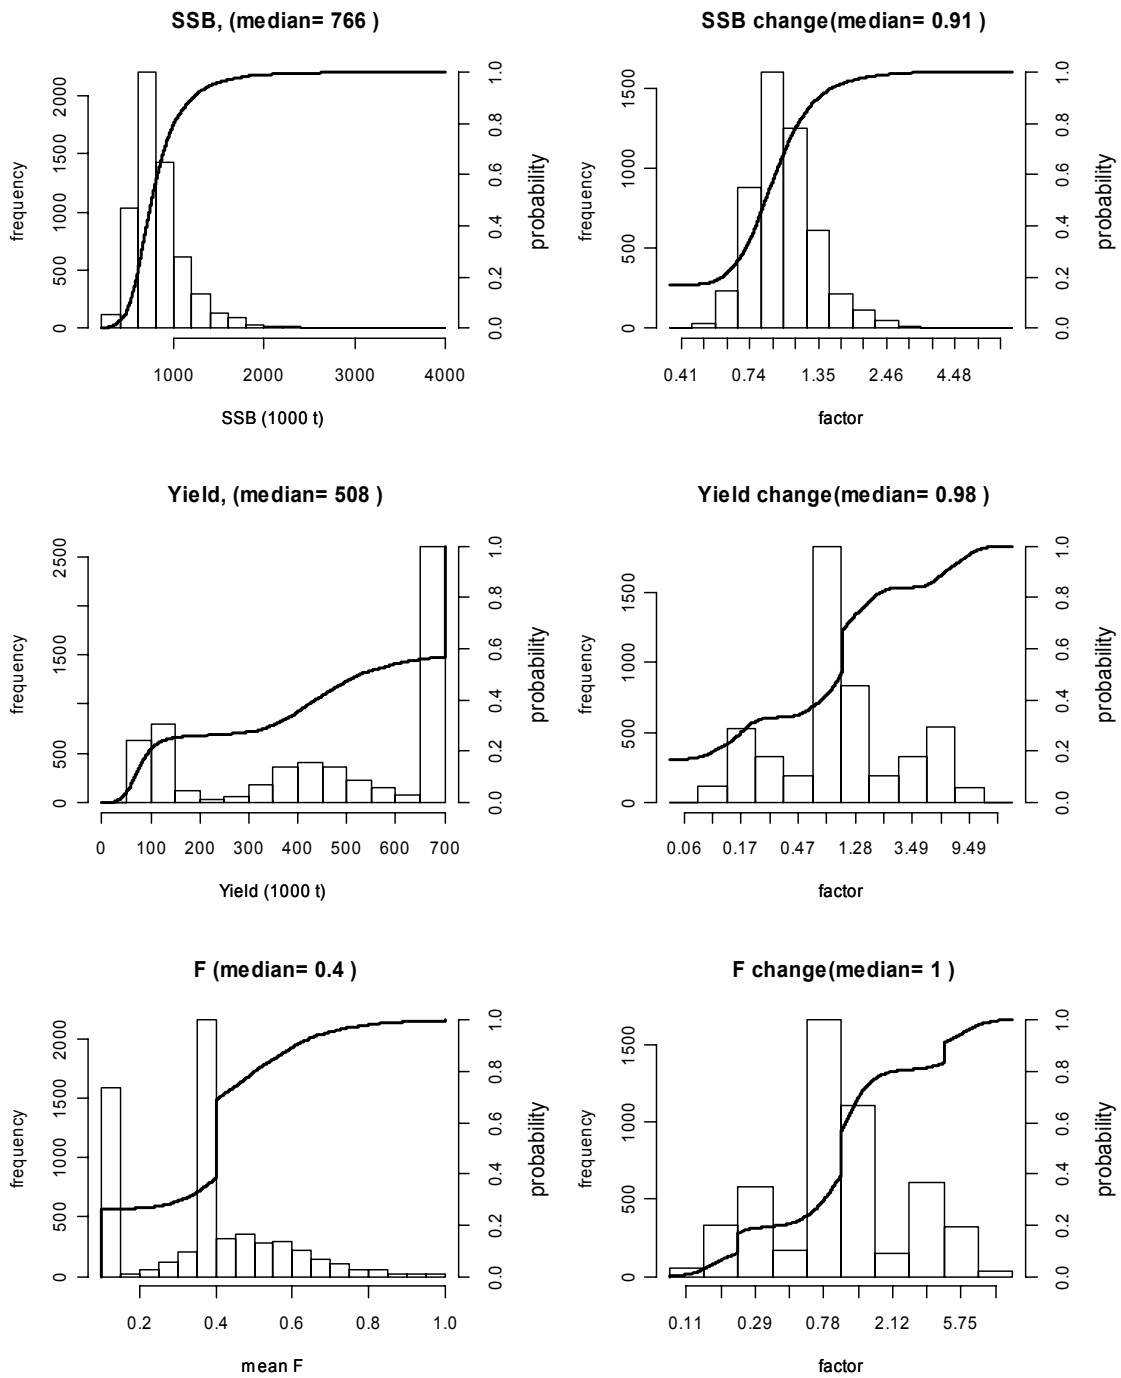 SSB, (median= 766 )
frequency
0 500 1000 1500 2000
0.0 0.2 0.4 0.6 0.8 1.0
probability
1000 2000 3000 4000
SSB (1000 t)
SSB change(median= 0.91 )
frequency
0 500 1000 1500
0.0 0.2 0.4 0.6 0.8 1.0
probability
0.41 0.74 1.35 2.46 4.48
factor
Yield, (median= 508 )
frequency
0 500 1500 2500
0.0 0.2 0.4 0.6 0.8 1.0
probability
0 100 200 300 400 500 600 700
Yield (1000 t)
Yield change(median= 0.98 )
frequency
0 500 1000 1500
0.0 0.2 0.4 0.6 0.8 1.0
probability
0.06 0.17 0.47 1.28 3.49 9.49
factor
F (median= 0.4 )
frequency
0 500 1000 1500 2000
0.0 0.2 0.4 0.6 0.8 1.0
probability
0.2 0.4 0.6 0.8 1.0
mean F
F change(median= 1 )
frequency
0 500 1000 1500
0.0 0.2 0.4 0.6 0.8 1.0
probability
0.11 0.29 0.78 2.12 5.75
factor